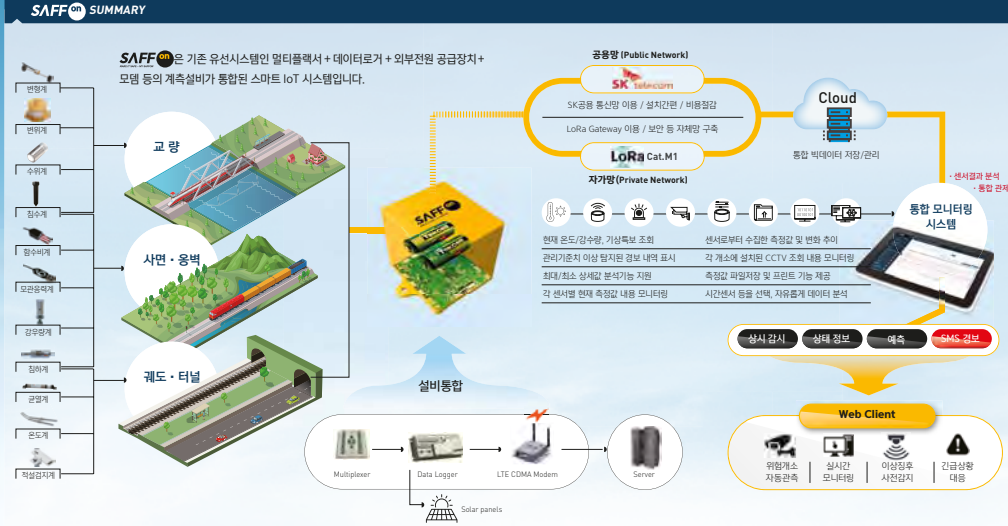 SAFFon SUMMARY
SAFFon은 기존 유선시스템인 멀티플랙서 + 데이터로거 + 외부전원 공급장치 +
모뎀 등의 계측설비가 통합된 스마트 IoT 시스템입니다.
변형계
변위계
수위계
침수계
함수비계
모관음력계
강우량계
침하계
균열계
온도계
적설감지계
교 량
사면 · 옹벽
궤도 · 터널
SAFFon
설비통합
Multiplexer
Data Logger
LTE CDMA Modem
Server
Solar panels
공용망 (Public Network)
SK telecom
SK공용 통신망 이용 / 설치간편 / 비용절감
LoRa Gateway 이용 / 보안 등 자체망 구축
LoRa Cat.M1
자가망(Private Network)
Cloud
통합 빅데이터 저장/관리
· 센서결과 분석
· 통합 관제
통합 모니터링
시스템
현재 온도/강수량, 기상특보 조회
센서로부터 수집한 측정값 및 변화 추이
관리기준치 이상 탐지된 경보 내역 표시
각 개소에 설치된 CCTV 조회 내용 모니터링
최대/최소 상세값 분석기능 지원
측정값 파일저장 및 프린트 기능 제공
각 센서별 현재 측정값 내용 모니터링
시간센서 등을 선택, 자유롭게 데이터 분석
상시 감시
상태 정보
예측
SMS 경보
Web Client
위험개소
자동관측
실시간
모니터링
이상징후
사전감지
긴급상황
대응